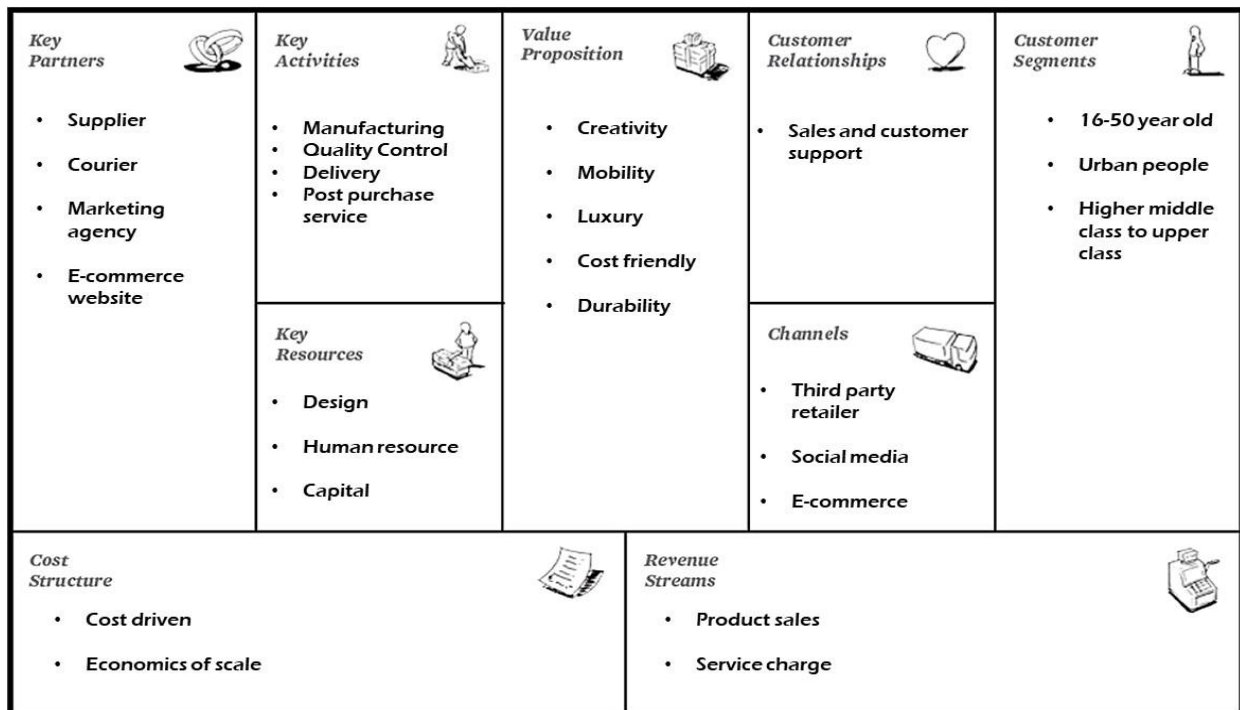 Key
Partners
• Supplier
• Courier
• Marketing
agency
• E-commerce
website
Key
Activities
• Manufacturing
• Quality Control
• Delivery
• Post purchase
service
Key
Resources
• Design
• Human resource
• Capital
Value
Proposition
• Creativity
• Mobility
• Luxury
• Cost friendly
• Durability
Customer
Relationships
• Sales and customer
support
Channels
• Third party
retailer
• Social media
• E-commerce
Customer
Segments
• 16-50 year old
• Urban people
• Higher middle
class to upper
class
Cost
Structure
• Cost driven
• Economics of scale
Revenue
Streams
• Product sales
• Service charge